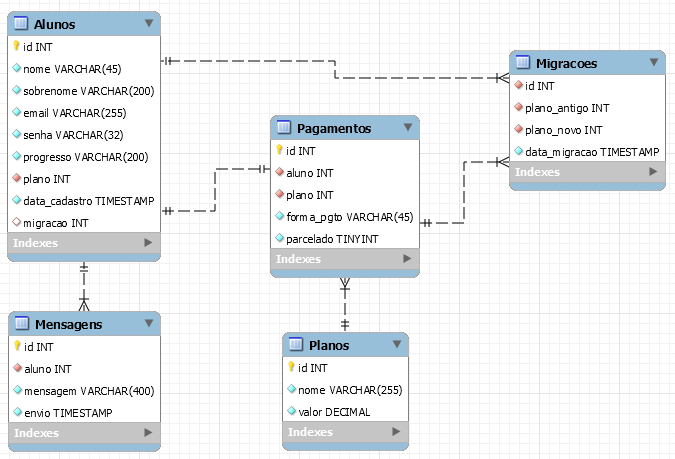 Alunos
id INT
nome VARCHAR(45)
sobrenome VARCHAR(200)
email VARCHAR(255)
senha VARCHAR(32)
progresso VARCHAR(200)
plano INT
data_cadastro TIMESTAMP
migracao INT
Indexes
Pagamentos
id INT
aluno INT
plano INT
forma_pgto VARCHAR(45)
parcelado TINYINT
Indexes
Migracoes
id INT
plano_antigo INT
plano_novo INT
data_migracao TIMESTAMP
Indexes
Mensagens
id INT
aluno INT
mensagem VARCHAR(400)
envio TIMESTAMP
Indexes
Planos
id INT
nome VARCHAR(255)
valor DECIMAL
Indexes